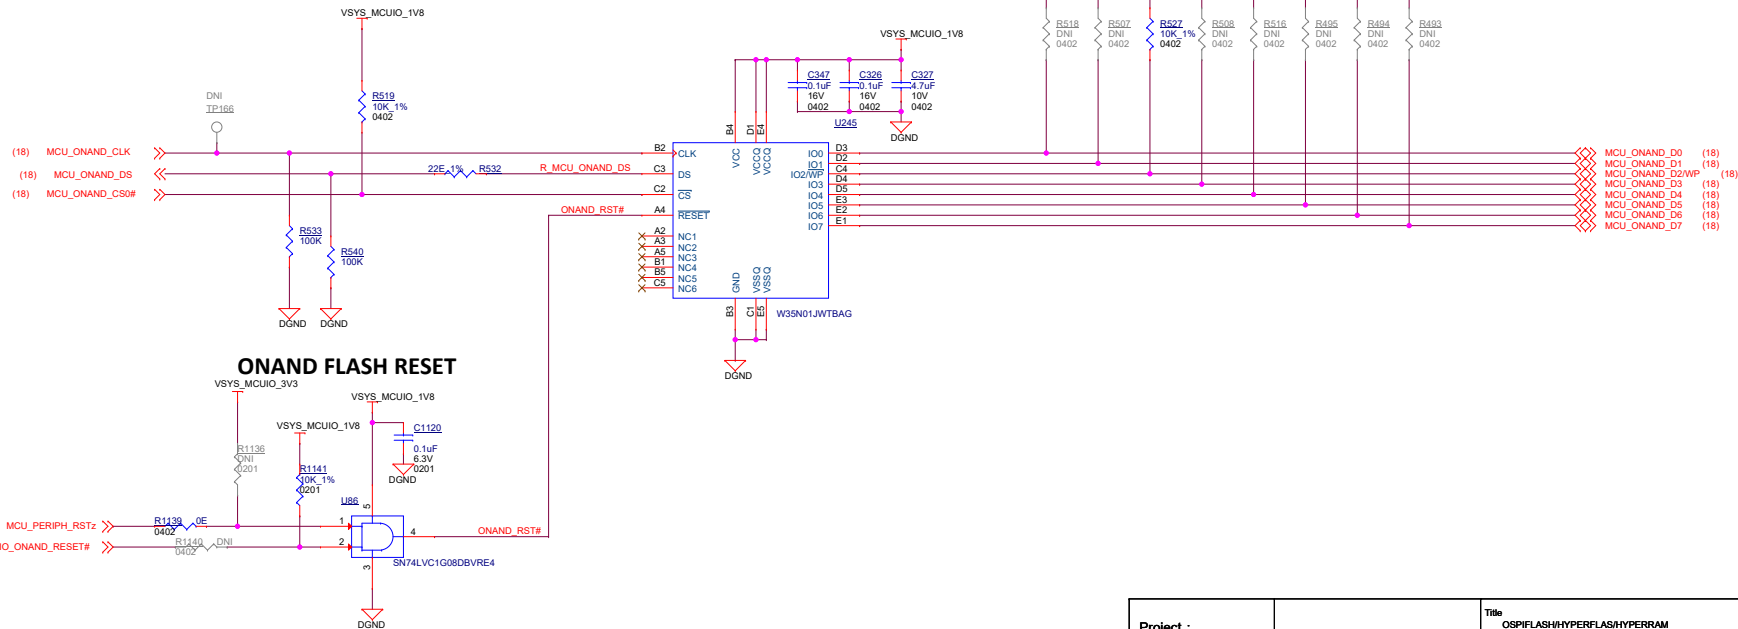 VSYS_MCUIO_1V8
R518
DNI
0402
R507
DNI
0402
R527
10K_1%
0402
R508
DNI
0402
R516
DNI
0402
R495
DNI
0402
R494
DNI
0402
R493
DNI
0402
VSYS_MCUIO_1V8
C347
0.1uF
16V
0402
C326
0.1uF
16V
0402
C327
4.7uF
10V
0402
DGND
DNI
TP166
R519
10K_1%
0402
U245
B4
D1
E4
(18) MCU_ONAND_CLK
(18) MCU_ONAND_DS
(18) MCU_ONAND_CS0#
22E_1% R532
R_MCU_ONAND_DS
ONAND_RST#
B2 CLK
C3 DS
C2 CS
A4 RESET
A2 NC1
A3 NC2
A5 NC3
B1 NC4
B5 NC5
C5 NC6
VCC
VCCQ
VCCQ
IO0 D3
IO1 D2
IO2/WP C4
IO3 D4
IO4 D5
IO5 E3
IO6 E2
IO7 E1
GND
VSSQ
VSSQ
B3
C1
E5
W35N01JWTBAG
DGND
MCU_ONAND_D0 (18)
MCU_ONAND_D1 (18)
MCU_ONAND_D2/WP (18)
MCU_ONAND_D3 (18)
MCU_ONAND_D4 (18)
MCU_ONAND_D5 (18)
MCU_ONAND_D6 (18)
MCU_ONAND_D7 (18)
R533
100K
R540
100K
DGND
DGND
ONAND FLASH RESET
VSYS_MCUIO_3V3
VSYS_MCUIO_1V8
VSYS_MCUIO_1V8
C1120
0.1uF
6.3V
0201
DGND
R1136
DNI
0201
R1141
10K_1%
0201
U86
MCU_PERIPH_RSTz
R1139 0E
0402
IO_ONAND_RESET#
R1140 DNI
0402
5
1
2
4
3
ONAND_RST#
SN74LVC1G08DBVRE4
DGND
Project :
Title
OSPIFLASH/HYPERFLAS/HYPERRAM